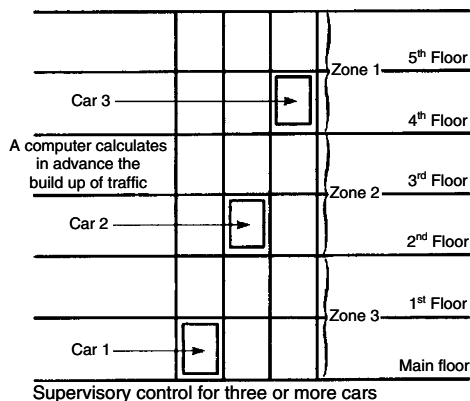 5th Floor
Zone 1
Car 3
4th Floor
A computer calculates
in advance the
build up of traffic
3rd Floor
Zone 2
Car 2
2nd Floor
1st Floor
Zone 3
Car 1
Main floor
Supervisory control for three or more cars